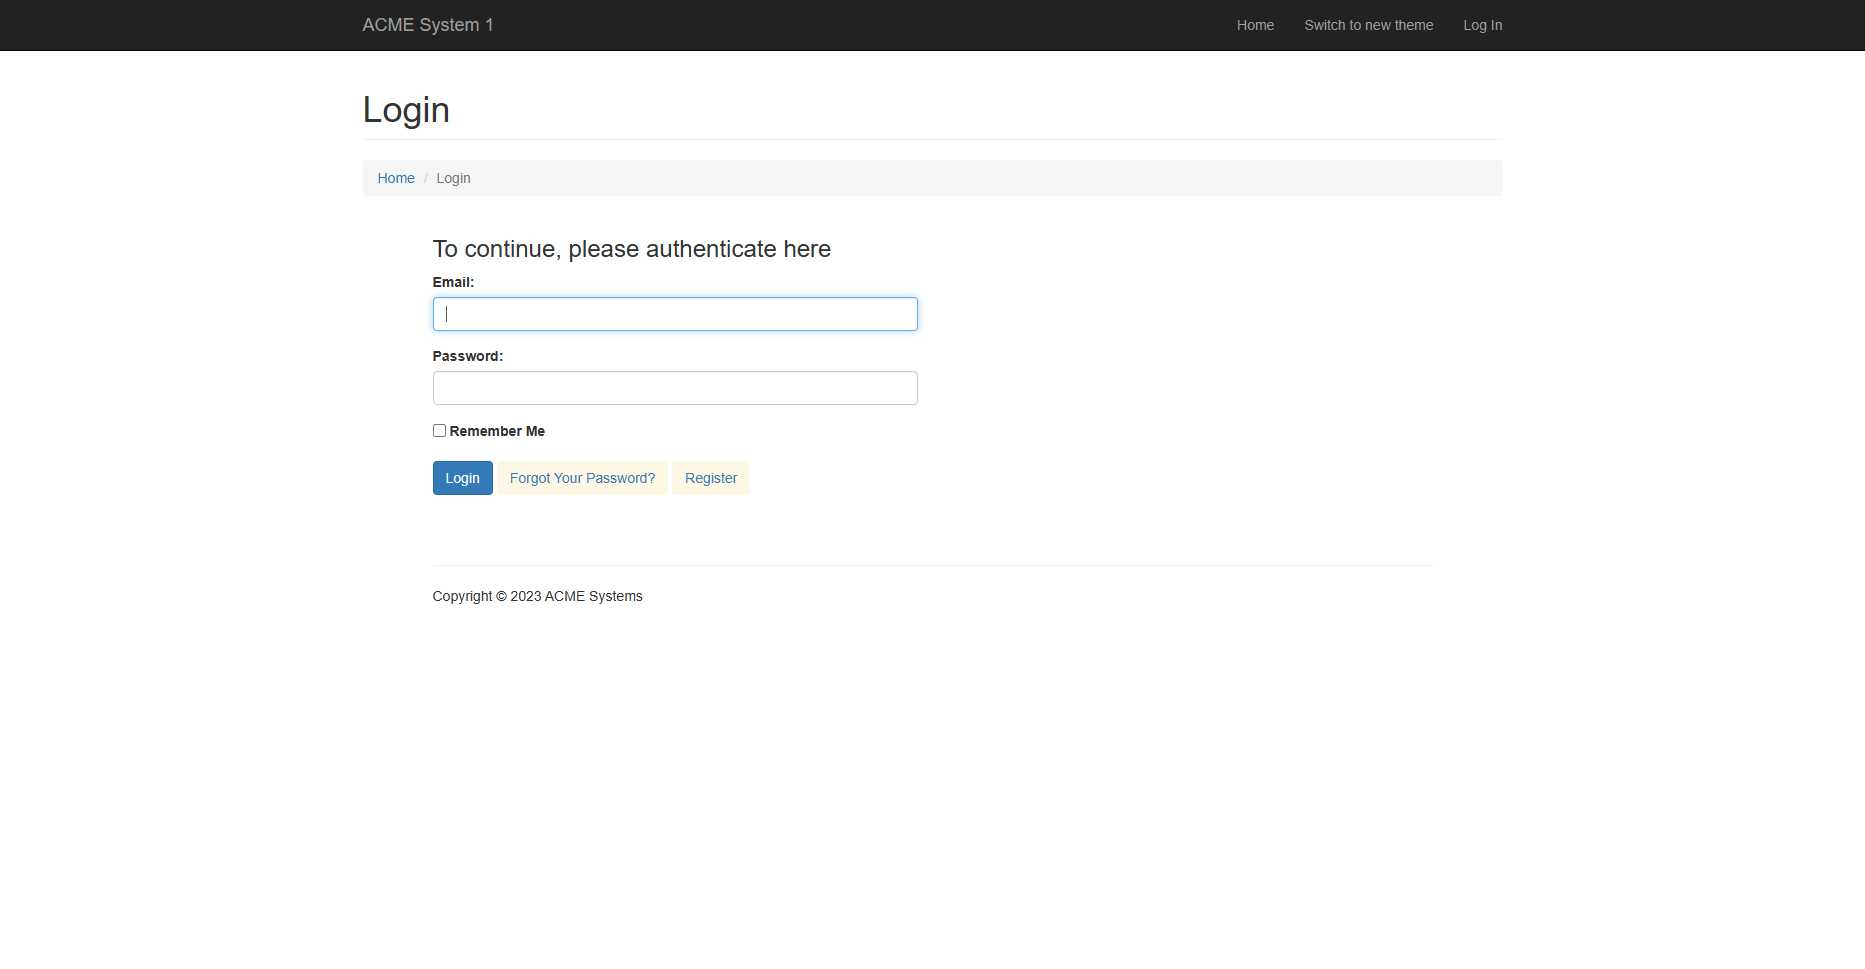 ACME System 1
Home
Switch to new theme
Log In
Login
Home / Login
To continue, please authenticate here
Email:
Password:
Remember Me
Login
Forgot Your Password?
Register
Copyright © 2023 ACME Systems